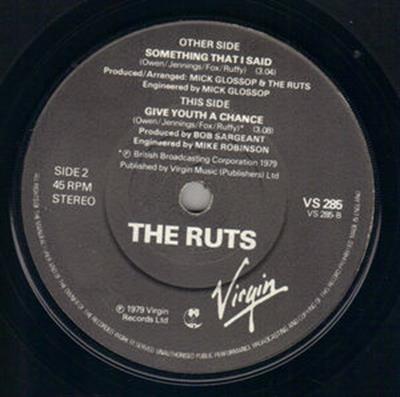 OTHER SIDE
SOMETHING THAT I SAID
(Owen/Jennings/Fox/Ruffy) (3.04)
Produced/Arranged: MICK GLOSSOP & THE RUTS
Engineered by MICK GLOSSOP
THIS SIDE
GIVE YOUTH A CHANCE
(Owen/Jennings/Fox/Ruffy)* (3.08)
Produced by BOB SARGEANT
Engineered by MIKE ROBINSON
*℗ British Broadcasting Corporation 1979
Published by Virgin Music (Publishers) Ltd
SIDE 2
45 RPM
STEREO
VS 285
VS 285-B
THE RUTS
Virgin
℗ 1979 Virgin
Records Ltd